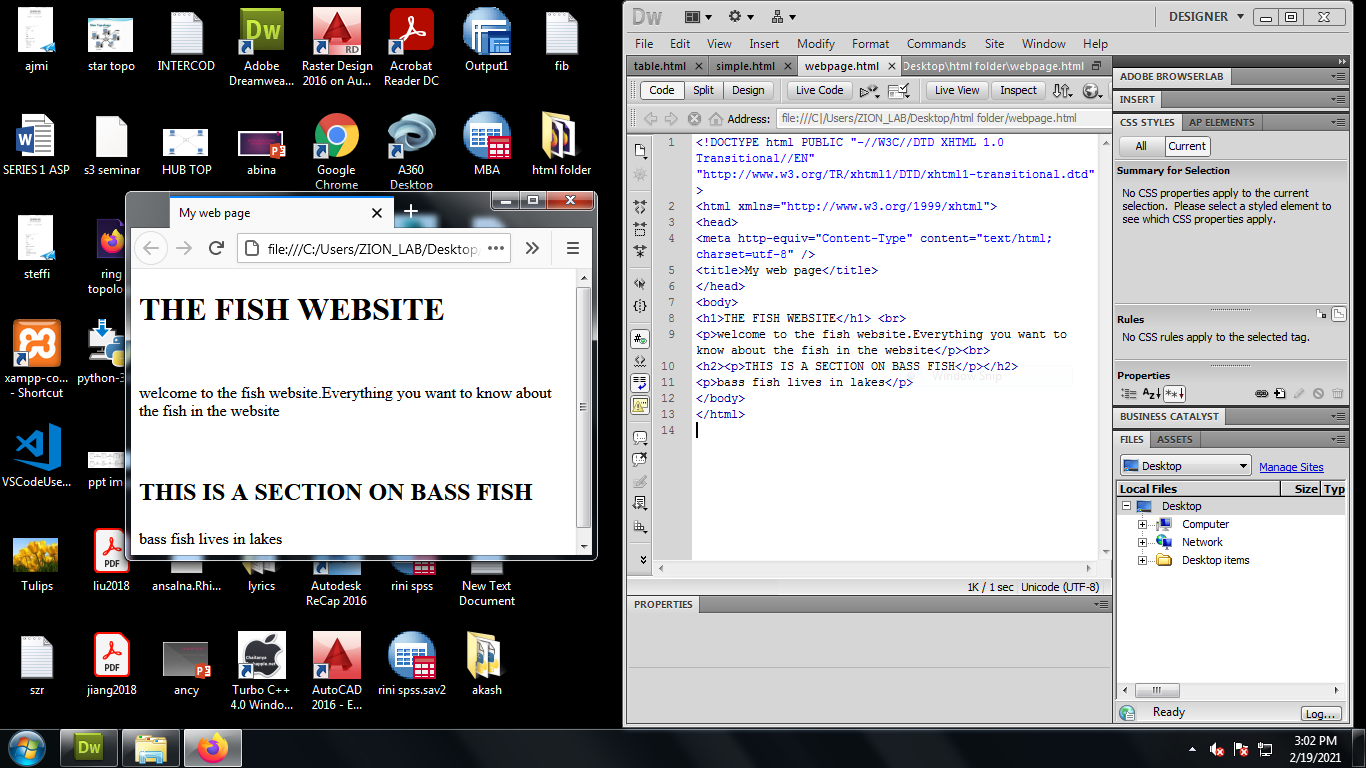 ajmi
star topo
INTERCOD
Adobe
Dreamwea...
Raster Design
2016 on Au...
Acrobat
Reader DC
Output1
fib
SERIES 1 ASP
s3 seminar
HUB TOP
abina
Google
Chrome
A360
Desktop
MBA
html folder
steffi
ring
topolo
xampp-co...
- Shortcut
python-3
VSCodeUse...
ppt im
Tulips
liu2018
ansalna.Rhi...
lyrics
Autodesk
ReCap 2016
rini spss
New Text
Document
szr
jiang2018
ancy
Turbo C++
4.0 Windo...
AutoCAD
2016 - E...
rini spss.sav2
akash
My web page
file:///C:/Users/ZION_LAB/Desktop,
THE FISH WEBSITE
welcome to the fish website.Everything you want to know about
the fish in the website
THIS IS A SECTION ON BASS FISH
bass fish lives in lakes
Dw
DESIGNER
File Edit View Insert Modify Format Commands Site Window Help
table.html simple.html webpage.html Desktop\html folder\webpage.html
Code Split Design Live Code Live View Inspect
Address: file:///C|/Users/ZION_LAB/Desktop/html folder/webpage.html
1 <!DOCTYPE html PUBLIC "-//W3C//DTD XHTML 1.0
Transitional//EN"
"http://www.w3.org/TR/xhtml1/DTD/xhtml1-transitional.dtd"
>
2 <html xmlns="http://www.w3.org/1999/xhtml">
3 <head>
4 <meta http-equiv="Content-Type" content="text/html;
charset=utf-8" />
5 <title>My web page</title>
6 </head>
7 <body>
8 <h1>THE FISH WEBSITE</h1> <br>
9 <p>welcome to the fish website.Everything you want to
know about the fish in the website</p><br>
10 <h2><p>THIS IS A SECTION ON BASS FISH</p></h2>
11 <p>bass fish lives in lakes</p>
Window Snip
12 </body>
13 </html>
14
1K / 1 sec Unicode (UTF-8)
PROPERTIES
ADOBE BROWSERLAB
INSERT
CSS STYLES AP ELEMENTS
All Current
Summary for Selection
No CSS properties apply to the current
selection. Please select a styled element to
see which CSS properties apply.
Rules
No CSS rules apply to the selected tag.
Properties
BUSINESS CATALYST
FILES ASSETS
Desktop Manage Sites
Local Files Size Typ
Desktop
Computer
Network
Desktop items
Ready Log...
3:02 PM
2/19/2021